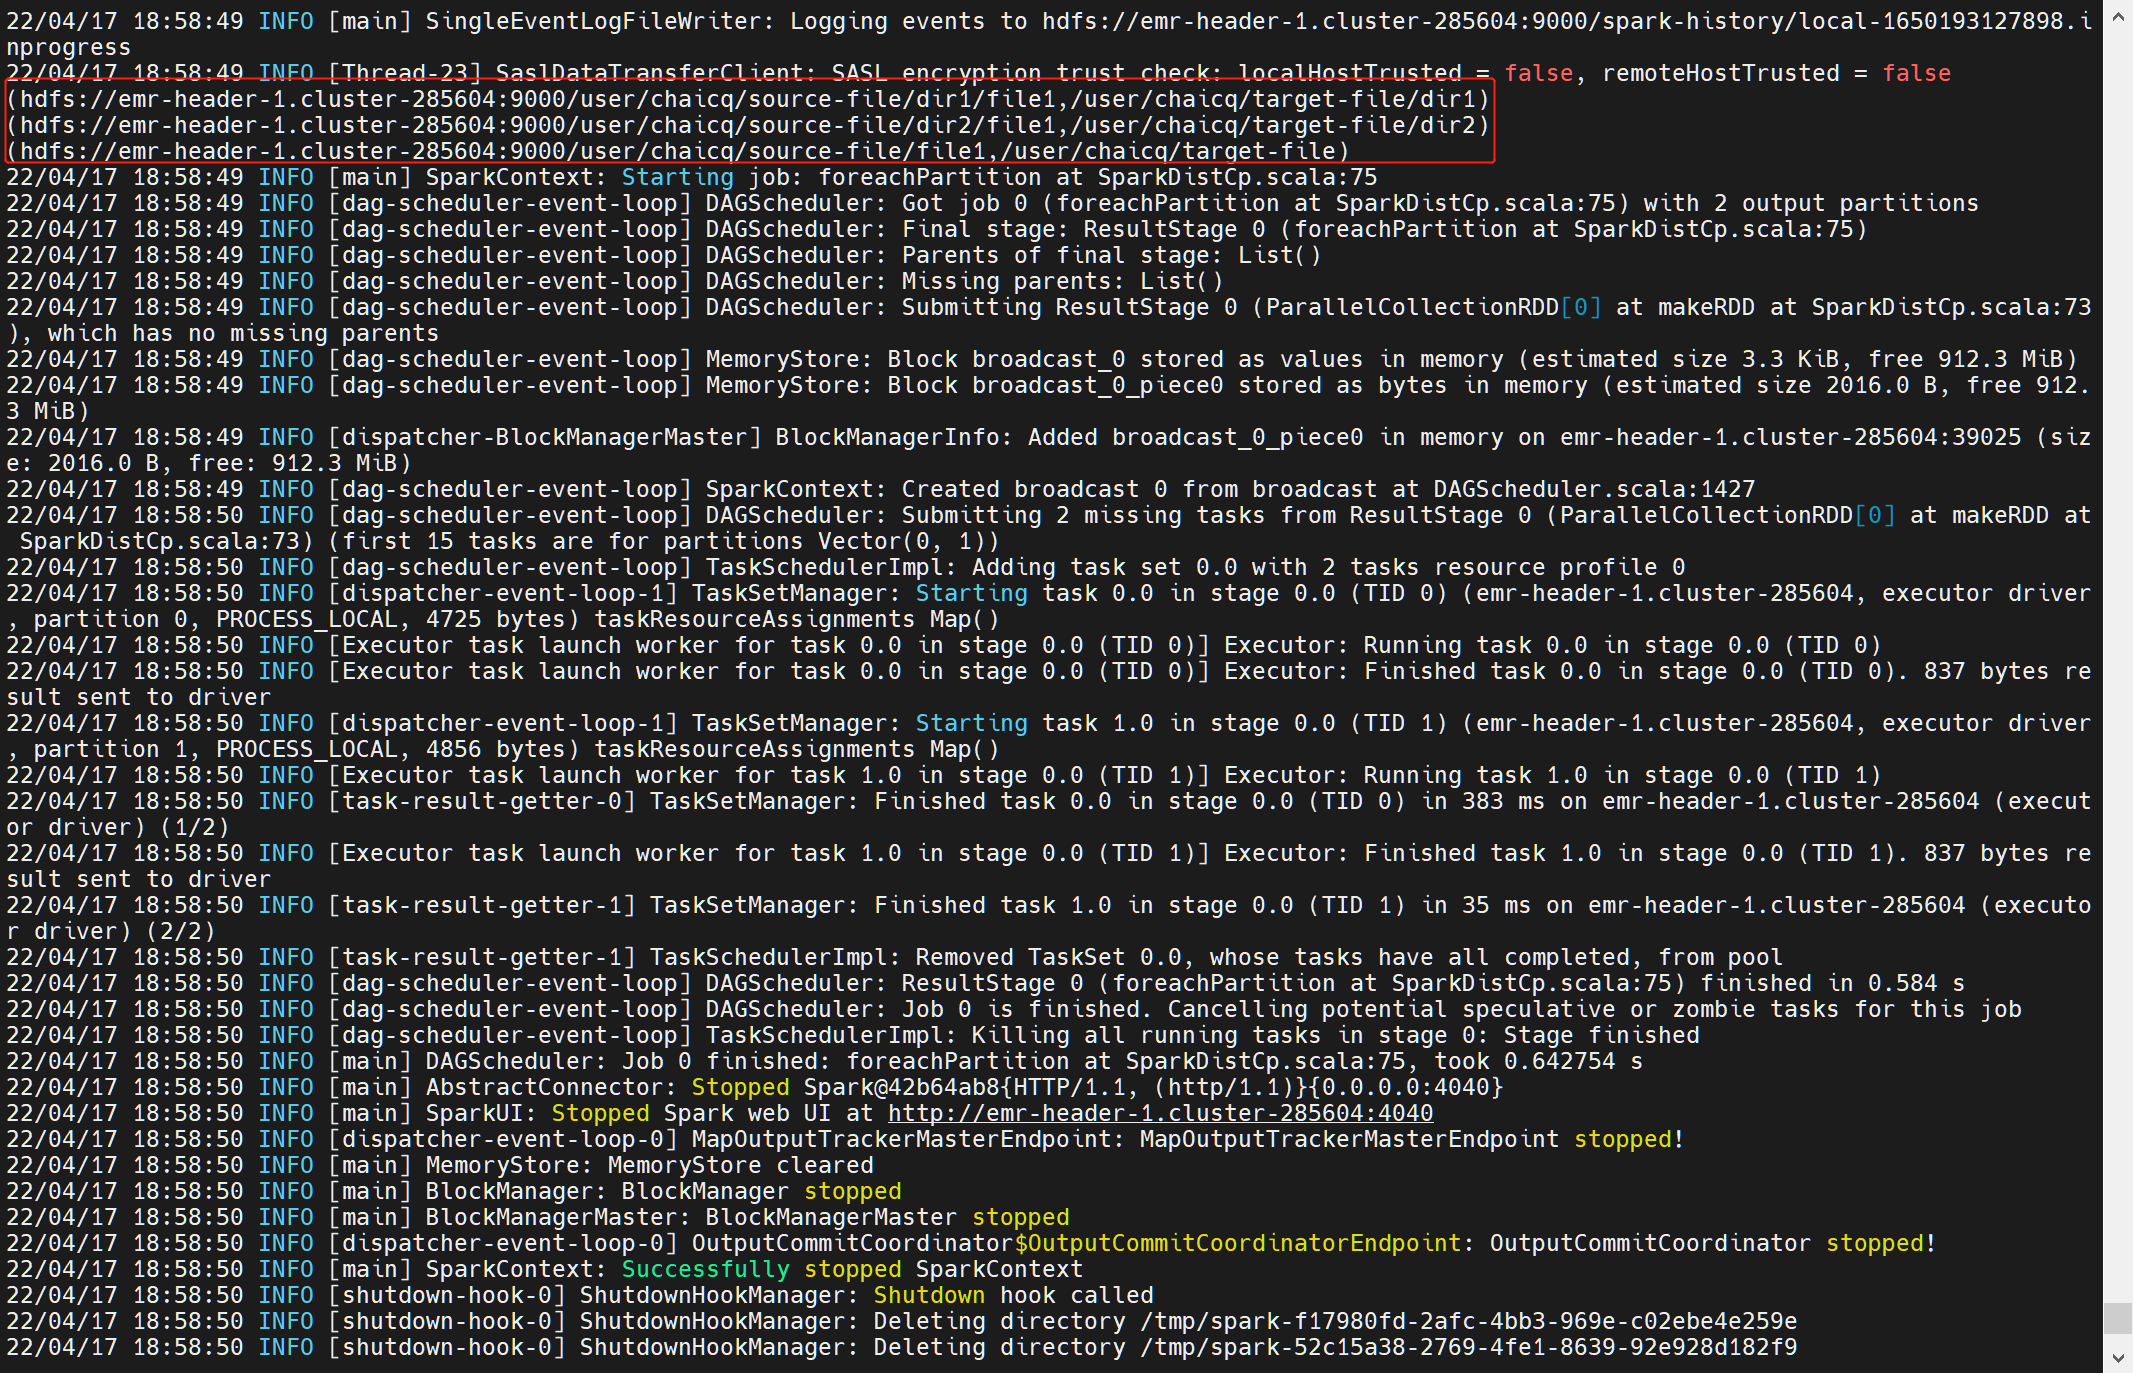 22/04/17 18:58:49 INFO [main] SingleEventLogFileWriter: Logging events to hdfs://emr-header-1.cluster-285604:9000/spark-history/local-1650193127898.i
nprogress
22/04/17 18:58:49 INFO [Thread-23] SaslDataTransferClient: SASL encryption trust check: localHostTrusted = false, remoteHostTrusted = false
(hdfs://emr-header-1.cluster-285604:9000/user/chaicq/source-file/dir1/file1,/user/chaicq/target-file/dir1)
(hdfs://emr-header-1.cluster-285604:9000/user/chaicq/source-file/dir2/file1,/user/chaicq/target-file/dir2)
(hdfs://emr-header-1.cluster-285604:9000/user/chaicq/source-file/file1,/user/chaicq/target-file)
22/04/17 18:58:49 INFO [main] SparkContext: Starting job: foreachPartition at SparkDistCp.scala:75
22/04/17 18:58:49 INFO [dag-scheduler-event-loop] DAGScheduler: Got job 0 (foreachPartition at SparkDistCp.scala:75) with 2 output partitions
22/04/17 18:58:49 INFO [dag-scheduler-event-loop] DAGScheduler: Final stage: ResultStage 0 (foreachPartition at SparkDistCp.scala:75)
22/04/17 18:58:49 INFO [dag-scheduler-event-loop] DAGScheduler: Parents of final stage: List()
22/04/17 18:58:49 INFO [dag-scheduler-event-loop] DAGScheduler: Missing parents: List()
22/04/17 18:58:49 INFO [dag-scheduler-event-loop] DAGScheduler: Submitting ResultStage 0 (ParallelCollectionRDD[0] at makeRDD at SparkDistCp.scala:73
), which has no missing parents
22/04/17 18:58:49 INFO [dag-scheduler-event-loop] MemoryStore: Block broadcast_0 stored as values in memory (estimated size 3.3 KiB, free 912.3 MiB)
22/04/17 18:58:49 INFO [dag-scheduler-event-loop] MemoryStore: Block broadcast_0_piece0 stored as bytes in memory (estimated size 2016.0 B, free 912.
3 MiB)
22/04/17 18:58:49 INFO [dispatcher-BlockManagerMaster] BlockManagerInfo: Added broadcast_0_piece0 in memory on emr-header-1.cluster-285604:39025 (siz
e: 2016.0 B, free: 912.3 MiB)
22/04/17 18:58:49 INFO [dag-scheduler-event-loop] SparkContext: Created broadcast 0 from broadcast at DAGScheduler.scala:1427
22/04/17 18:58:50 INFO [dag-scheduler-event-loop] DAGScheduler: Submitting 2 missing tasks from ResultStage 0 (ParallelCollectionRDD[0] at makeRDD at
 SparkDistCp.scala:73) (first 15 tasks are for partitions Vector(0, 1))
22/04/17 18:58:50 INFO [dag-scheduler-event-loop] TaskSchedulerImpl: Adding task set 0.0 with 2 tasks resource profile 0
22/04/17 18:58:50 INFO [dispatcher-event-loop-1] TaskSetManager: Starting task 0.0 in stage 0.0 (TID 0) (emr-header-1.cluster-285604, executor driver
, partition 0, PROCESS_LOCAL, 4725 bytes) taskResourceAssignments Map()
22/04/17 18:58:50 INFO [Executor task launch worker for task 0.0 in stage 0.0 (TID 0)] Executor: Running task 0.0 in stage 0.0 (TID 0)
22/04/17 18:58:50 INFO [Executor task launch worker for task 0.0 in stage 0.0 (TID 0)] Executor: Finished task 0.0 in stage 0.0 (TID 0). 837 bytes re
sult sent to driver
22/04/17 18:58:50 INFO [dispatcher-event-loop-1] TaskSetManager: Starting task 1.0 in stage 0.0 (TID 1) (emr-header-1.cluster-285604, executor driver
, partition 1, PROCESS_LOCAL, 4856 bytes) taskResourceAssignments Map()
22/04/17 18:58:50 INFO [Executor task launch worker for task 1.0 in stage 0.0 (TID 1)] Executor: Running task 1.0 in stage 0.0 (TID 1)
22/04/17 18:58:50 INFO [task-result-getter-0] TaskSetManager: Finished task 0.0 in stage 0.0 (TID 0) in 383 ms on emr-header-1.cluster-285604 (execut
or driver) (1/2)
22/04/17 18:58:50 INFO [Executor task launch worker for task 1.0 in stage 0.0 (TID 1)] Executor: Finished task 1.0 in stage 0.0 (TID 1). 837 bytes re
sult sent to driver
22/04/17 18:58:50 INFO [task-result-getter-1] TaskSetManager: Finished task 1.0 in stage 0.0 (TID 1) in 35 ms on emr-header-1.cluster-285604 (executo
r driver) (2/2)
22/04/17 18:58:50 INFO [task-result-getter-1] TaskSchedulerImpl: Removed TaskSet 0.0, whose tasks have all completed, from pool
22/04/17 18:58:50 INFO [dag-scheduler-event-loop] DAGScheduler: ResultStage 0 (foreachPartition at SparkDistCp.scala:75) finished in 0.584 s
22/04/17 18:58:50 INFO [dag-scheduler-event-loop] DAGScheduler: Job 0 is finished. Cancelling potential speculative or zombie tasks for this job
22/04/17 18:58:50 INFO [dag-scheduler-event-loop] TaskSchedulerImpl: Killing all running tasks in stage 0: Stage finished
22/04/17 18:58:50 INFO [main] DAGScheduler: Job 0 finished: foreachPartition at SparkDistCp.scala:75, took 0.642754 s
22/04/17 18:58:50 INFO [main] AbstractConnector: Stopped Spark@42b64ab8{HTTP/1.1, (http/1.1)}{0.0.0.0:4040}
22/04/17 18:58:50 INFO [main] SparkUI: Stopped Spark web UI at http://emr-header-1.cluster-285604:4040
22/04/17 18:58:50 INFO [dispatcher-event-loop-0] MapOutputTrackerMasterEndpoint: MapOutputTrackerMasterEndpoint stopped!
22/04/17 18:58:50 INFO [main] MemoryStore: MemoryStore cleared
22/04/17 18:58:50 INFO [main] BlockManager: BlockManager stopped
22/04/17 18:58:50 INFO [main] BlockManagerMaster: BlockManagerMaster stopped
22/04/17 18:58:50 INFO [dispatcher-event-loop-0] OutputCommitCoordinator$OutputCommitCoordinatorEndpoint: OutputCommitCoordinator stopped!
22/04/17 18:58:50 INFO [main] SparkContext: Successfully stopped SparkContext
22/04/17 18:58:50 INFO [shutdown-hook-0] ShutdownHookManager: Shutdown hook called
22/04/17 18:58:50 INFO [shutdown-hook-0] ShutdownHookManager: Deleting directory /tmp/spark-f17980fd-2afc-4bb3-969e-c02ebe4e259e
22/04/17 18:58:50 INFO [shutdown-hook-0] ShutdownHookManager: Deleting directory /tmp/spark-52c15a38-2769-4fe1-8639-92e928d182f9